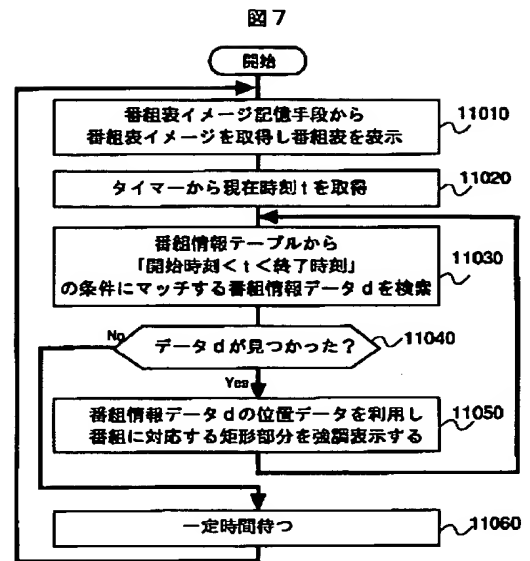 図7
開始
番組表イメージ記憶手段から
番組表イメージを取得し番組表を表示
11010
タイマーから現在時刻tを取得
11020
番組情報テーブルから
「開始時刻<t<終了時刻」
の条件にマッチする番組情報データdを検索
11030
No
データdが見つかった?
11040
Yes
番組情報データdの位置データを利用し
番組に対応する矩形部分を強調表示する
11050
一定時間待つ
11060